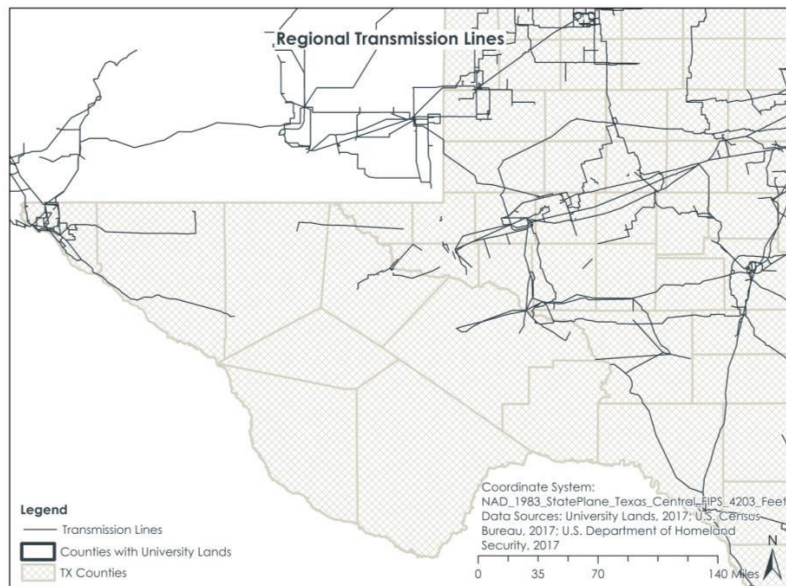 Regional Transmission Lines
Coordinate System:
NAD_1983_StatePlane_Texas_Central_FIPS_4203_Feet
Data Sources: University Lands, 2017; U.S. Census
Bureau, 2017; U.S. Department of Homeland
Security, 2017
Legend
Transmission Lines
Counties with University Lands
TX Counties
N
0 35 70 140 Miles